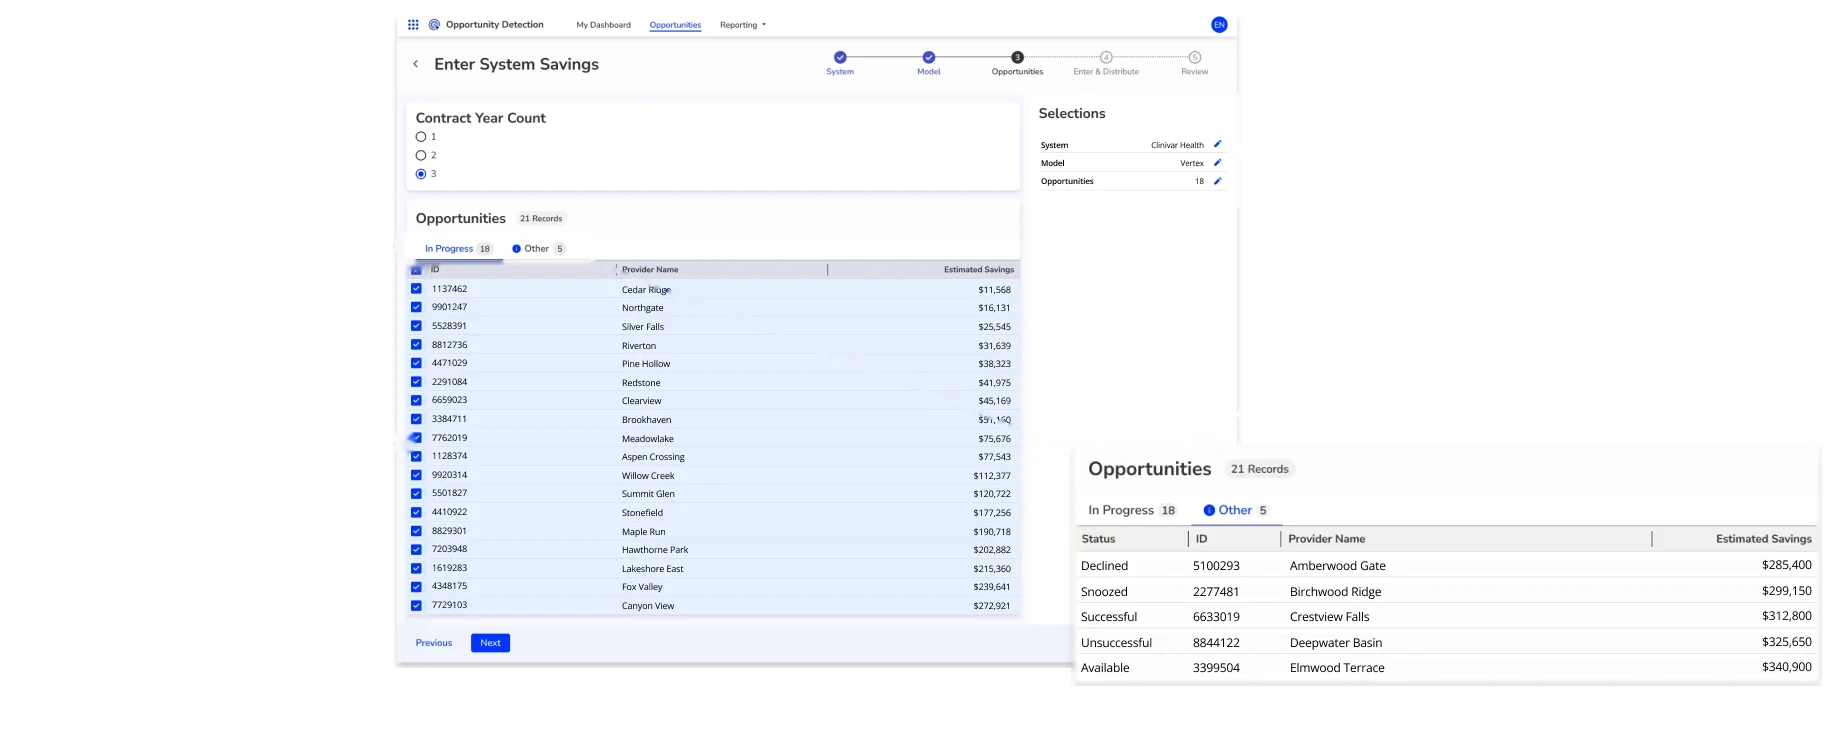 Opportunity Detection My Dashboard Opportunities Reporting EN
Enter System Savings
3 4 5
System Model Opportunities Enter & Distribute Review
Contract Year Count
1
2
3
Selections
System Clinivar Health
Model Vertex
Opportunities 18
Opportunities 21 Records
In Progress 18 Other 5
ID Provider Name Estimated Savings
1137462 Cedar Ridge $11,568
9901247 Northgate $16,131
5528391 Silver Falls $25,545
8812736 Riverton $31,639
4471029 Pine Hollow $38,323
2291084 Redstone $41,975
6659023 Clearview $45,169
3384711 Brookhaven
7762019 Meadowlake $75,676
1128374 Aspen Crossing $77,543
9920314 Willow Creek $112,377
5501827 Summit Glen $120,722
4410922 Stonefield $177,256
8829301 Maple Run $190,718
7203948 Hawthorne Park $202,882
1619283 Lakeshore East $215,360
4348175 Fox Valley $239,641
7729103 Canyon View $272,921
Previous Next
Opportunities 21 Records
In Progress 18 Other 5
Status ID Provider Name Estimated Savings
Declined 5100293 Amberwood Gate $285,400
Snoozed 2277481 Birchwood Ridge $299,150
Successful 6633019 Crestview Falls $312,800
Unsuccessful 8844122 Deepwater Basin $325,650
Available 3399504 Elmwood Terrace $340,900